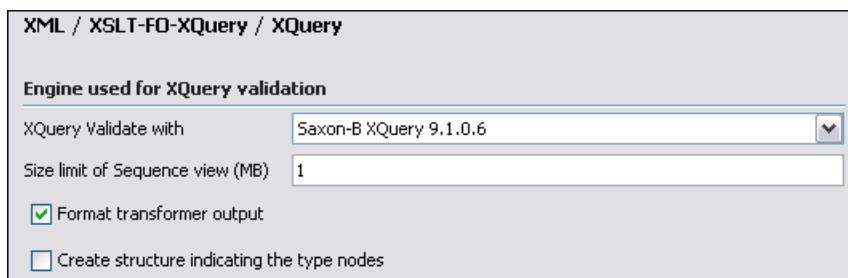 XML / XSLT-FO-XQuery / XQuery
Engine used for XQuery validation
XQuery Validate with Saxon-B XQuery 9.1.0.6
Size limit of Sequence view (MB) 1
Format transformer output
Create structure indicating the type nodes